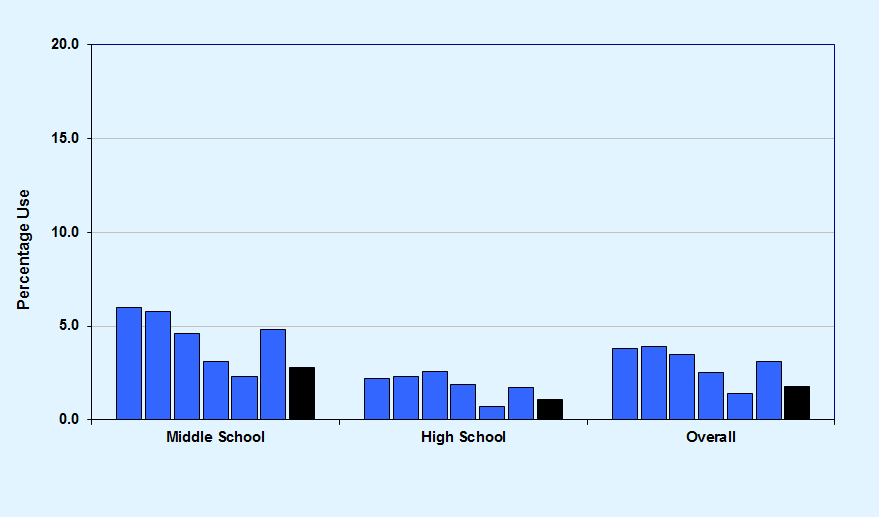 20.0
15.0
10.0
5.0
0.0
Percentage Use
Middle School
High School
Overall